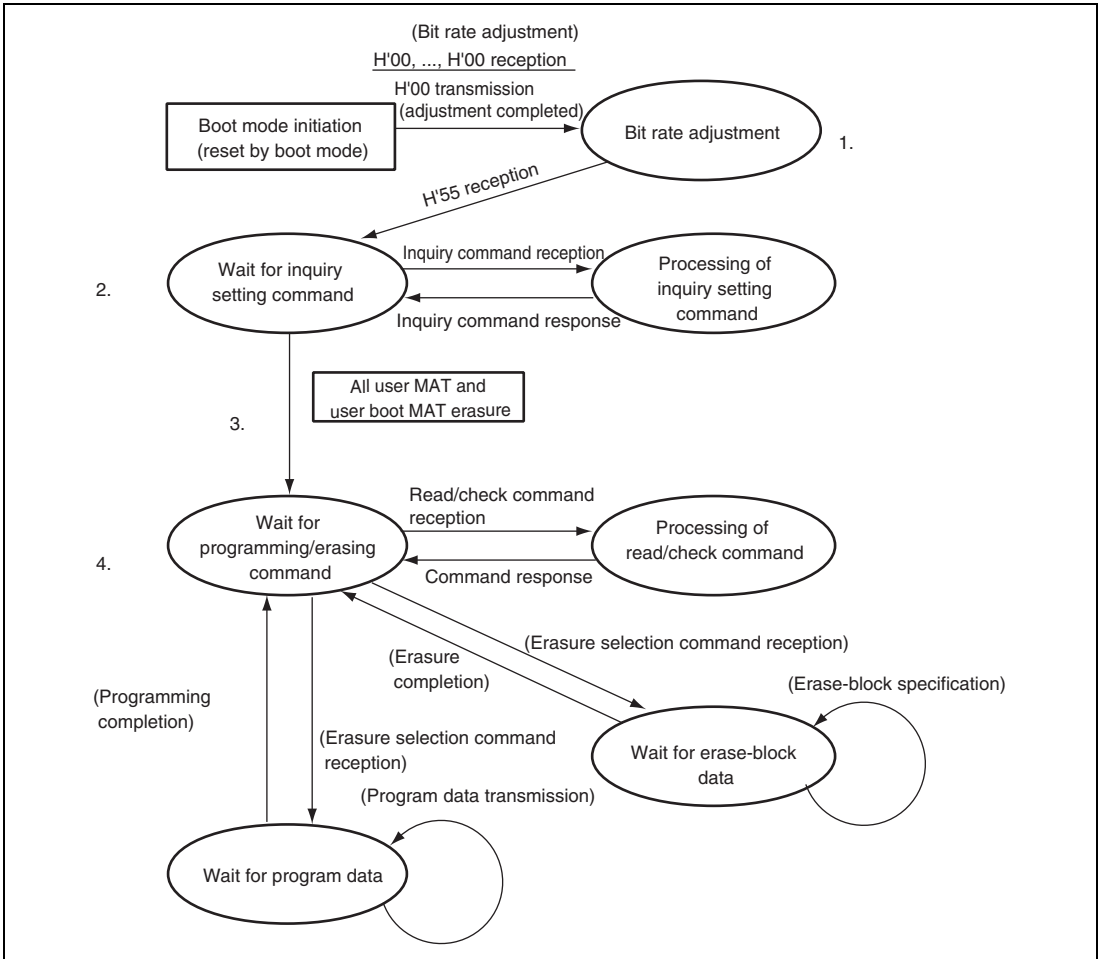 (Bit rate adjustment)
H'00, ..., H'00 reception
H'00 transmission
(adjustment completed)
Boot mode initiation
(reset by boot mode)
Bit rate adjustment
1.
H'55 reception
2.
Wait for inquiry
setting command
Inquiry command reception
Inquiry command response
Processing of
inquiry setting
command
All user MAT and
user boot MAT erasure
3.
4.
Wait for
programming/erasing
command
Read/check command
reception
Command response
Processing of
read/check command
(Erasure selection command reception)
(Erasure
completion)
(Erase-block specification)
(Programming
completion)
(Erasure selection command
reception)
Wait for erase-block
data
(Program data transmission)
Wait for program data